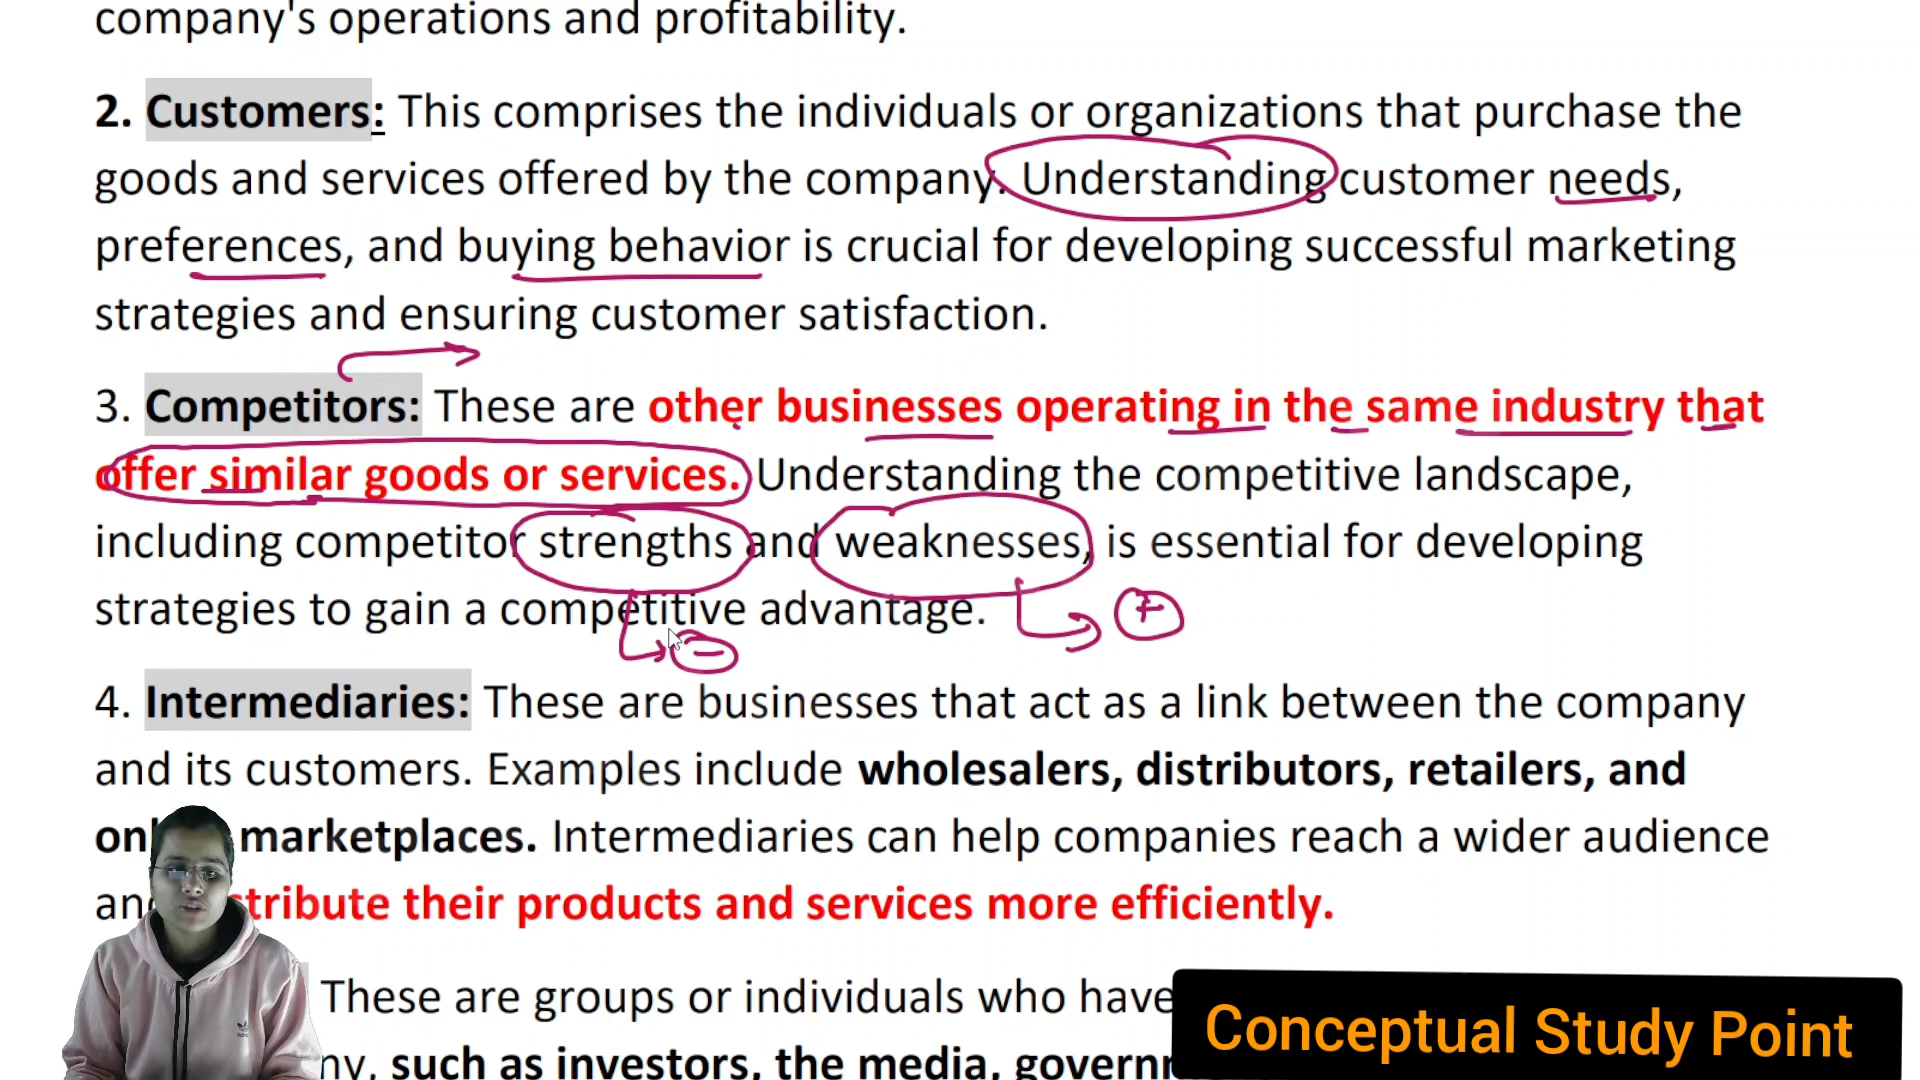 company's operations and profitability.
2. Customers: This comprises the individuals or organizations that purchase the
goods and services offered by the company. Understanding customer needs,
preferences, and buying behavior is crucial for developing successful marketing
strategies and ensuring customer satisfaction.
3. Competitors: These are other businesses operating in the same industry that
offer similar goods or services. Understanding the competitive landscape,
including competitor strengths and weaknesses, is essential for developing
strategies to gain a competitive advantage.
+
−
4. Intermediaries: These are businesses that act as a link between the company
and its customers. Examples include wholesalers, distributors, retailers, and
marketplaces. Intermediaries can help companies reach a wider audience
tribute their products and services more efficiently.
These are groups or individuals who have
such as investors, the media,
Conceptual Study Point